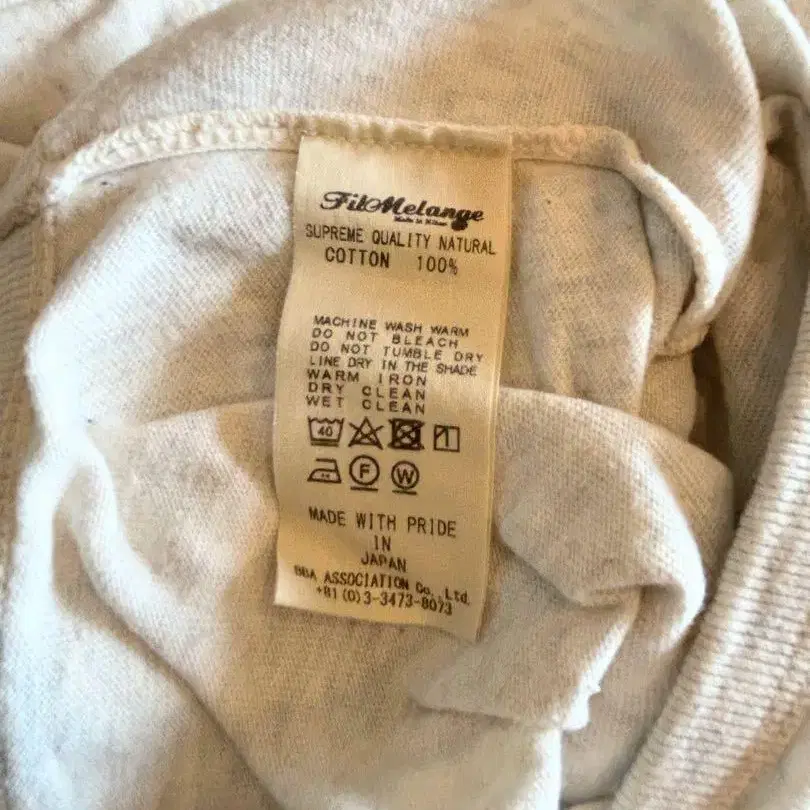 FilMelange
SUPREME QUALITY NATURAL
COTTON 100%
MACHINE WASH WARM
DO NOT BLEACH
DO NOT TUMBLE DRY
LINE DRY IN THE SHADE
WARM IRON
DRY CLEAN
WET CLEAN
40
F W
MADE WITH PRIDE
IN
JAPAN
BBA ASSOCIATION Co., Ltd.
+81(0)3-3473-8073